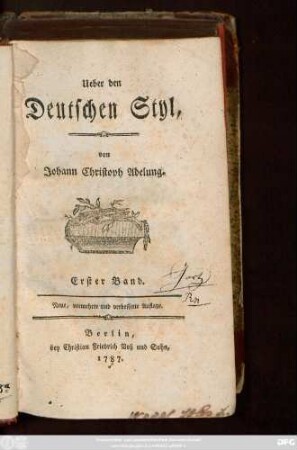 Ueber den
Deutschen Styl,
von
Johann Christoph Adelung.
Erster Band.
Neue, vermehrte und verbesserte Auflage.
Berlin,
bey Christian Friedrich Voß und Sohn,
1787.